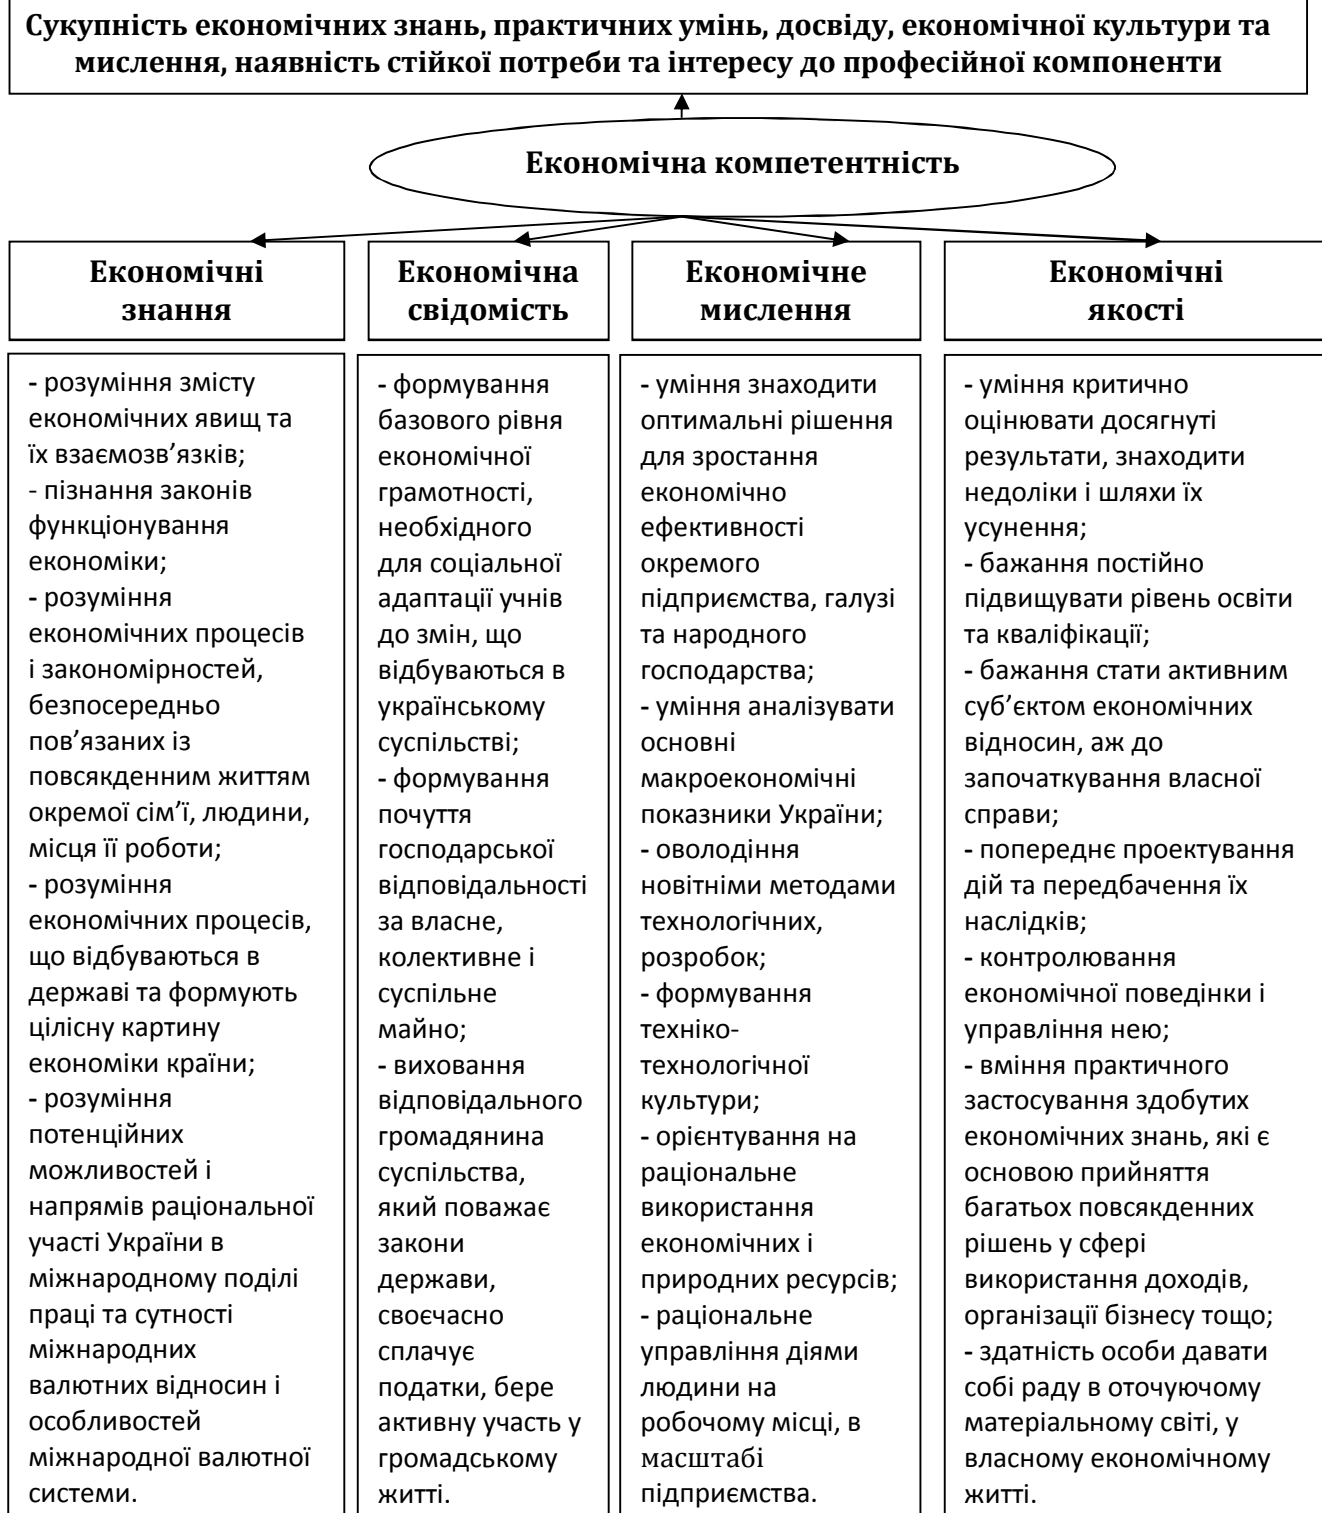 Сукупність економічних знань, практичних умінь, досвіду, економічної культури та
мислення, наявність стійкої потреби та інтересу до професійної компоненти
Економічна компетентність
Економічні
знання
Економічна
свідомість
Економічне
мислення
Економічні
якості
- розуміння змісту
економічних явищ та
їх взаємозв’язків;
- пізнання законів
функціонування
економіки;
- розуміння
економічних процесів
і закономірностей,
безпосередньо
пов’язаних із
повсякденним життям
окремої сім’ї, людини,
місця її роботи;
- розуміння
економічних процесів,
що відбуваються в
державі та формують
цілісну картину
економіки країни;
- розуміння
потенційних
можливостей і
напрямів раціональної
участі України в
міжнародному поділі
праці та сутності
міжнародних
валютних відносин і
особливостей
міжнародної валютної
системи.
- формування
базового рівня
економічної
грамотності,
необхідного
для соціальної
адаптації учнів
до змін, що
відбуваються в
українському
суспільстві;
- формування
почуття
господарської
відповідальності
за власне,
колективне і
суспільне
майно;
- виховання
відповідального
громадянина
суспільства,
який поважає
закони
держави,
своєчасно
сплачує
податки, бере
активну участь у
громадському
житті.
- уміння знаходити
оптимальні рішення
для зростання
економічно
ефективності
окремого
підприємства, галузі
та народного
господарства;
- уміння аналізувати
основні
макроекономічні
показники України;
- оволодіння
новітніми методами
технологічних,
розробок;
- формування
техніко-
технологічної
культури;
- орієнтування на
раціональне
використання
економічних і
природних ресурсів;
- раціональне
управління діями
людини на
робочому місці, в
масштабі
підприємства.
- уміння критично
оцінювати досягнуті
результати, знаходити
недоліки і шляхи їх
усунення;
- бажання постійно
підвищувати рівень освіти
та кваліфікації;
- бажання стати активним
суб’єктом економічних
відносин, аж до
започаткування власної
справи;
- попереднє проектування
дій та передбачення їх
наслідків;
- контролювання
економічної поведінки і
управління нею;
- вміння практичного
застосування здобутих
економічних знань, які є
основою прийняття
багатьох повсякденних
рішень у сфері
використання доходів,
організації бізнесу тощо;
- здатність особи давати
собі раду в оточуючому
матеріальному світі, у
власному економічному
житті.